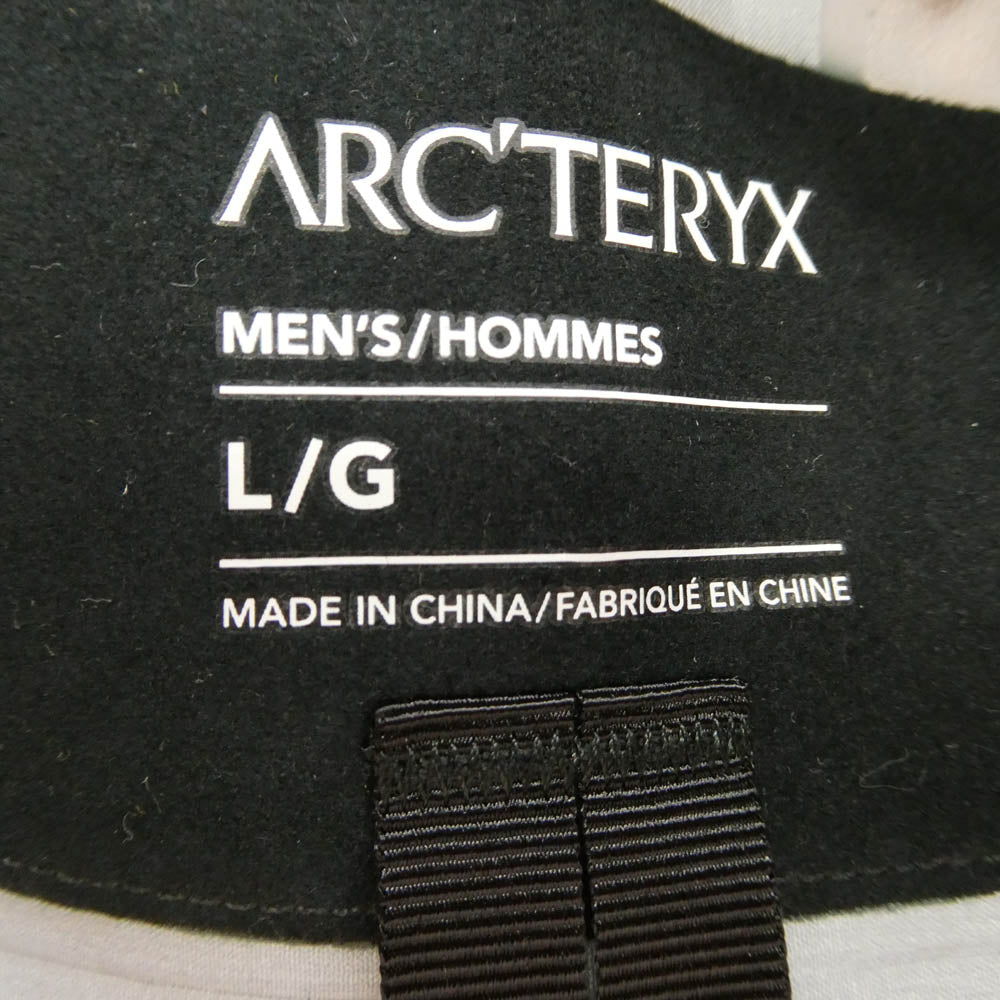 ARC'TERYX
MEN'S/HOMMES
L/G
MADE IN CHINA/FABRIQUÉ EN CHINE